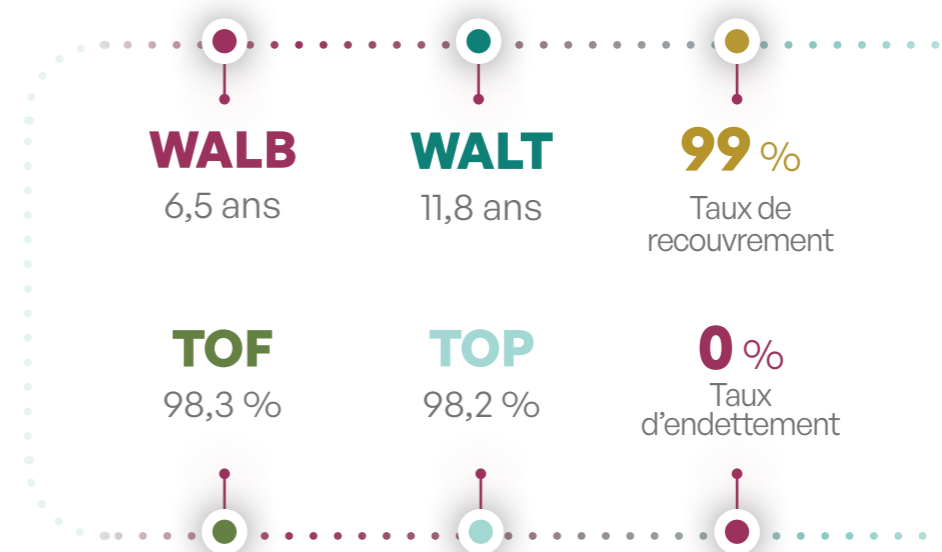 WALB
6,5 ans
WALT
11,8 ans
99 %
Taux de
recouvrement
TOF
98,3 %
TOP
98,2 %
0 %
Taux
d'endettement